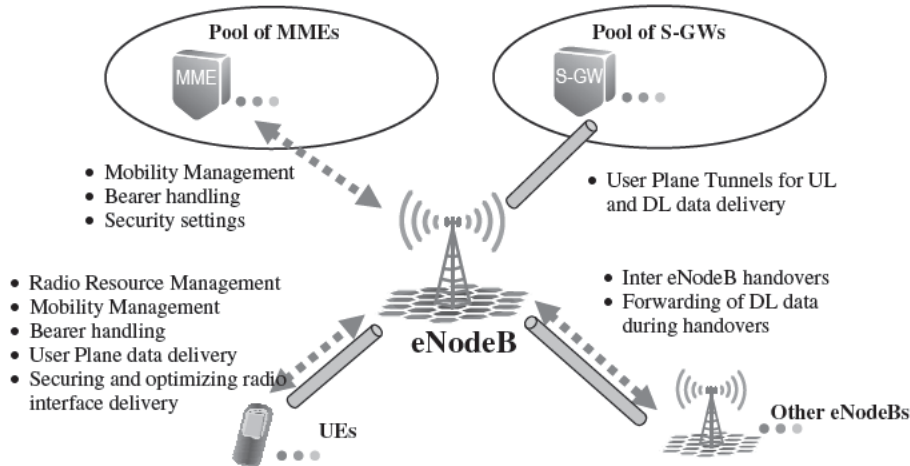 Pool of MMEs
MME
• Mobility Management
• Bearer handling
• Security settings
Pool of S-GWs
S-GW
• User Plane Tunnels for UL
and DL data delivery
• Radio Resource Management
• Mobility Management
• Bearer handling
• User Plane data delivery
• Securing and optimizing radio
interface delivery
• Inter eNodeB handovers
• Forwarding of DL data
during handovers
eNodeB
UEs
Other eNodeBs